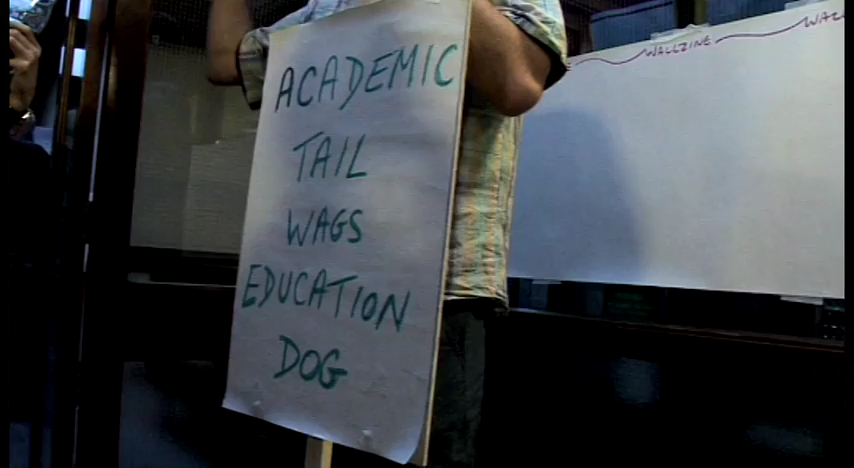 ACADEMIC
TAIL
WAGS
EDUCATION
DOG
WALLZINE